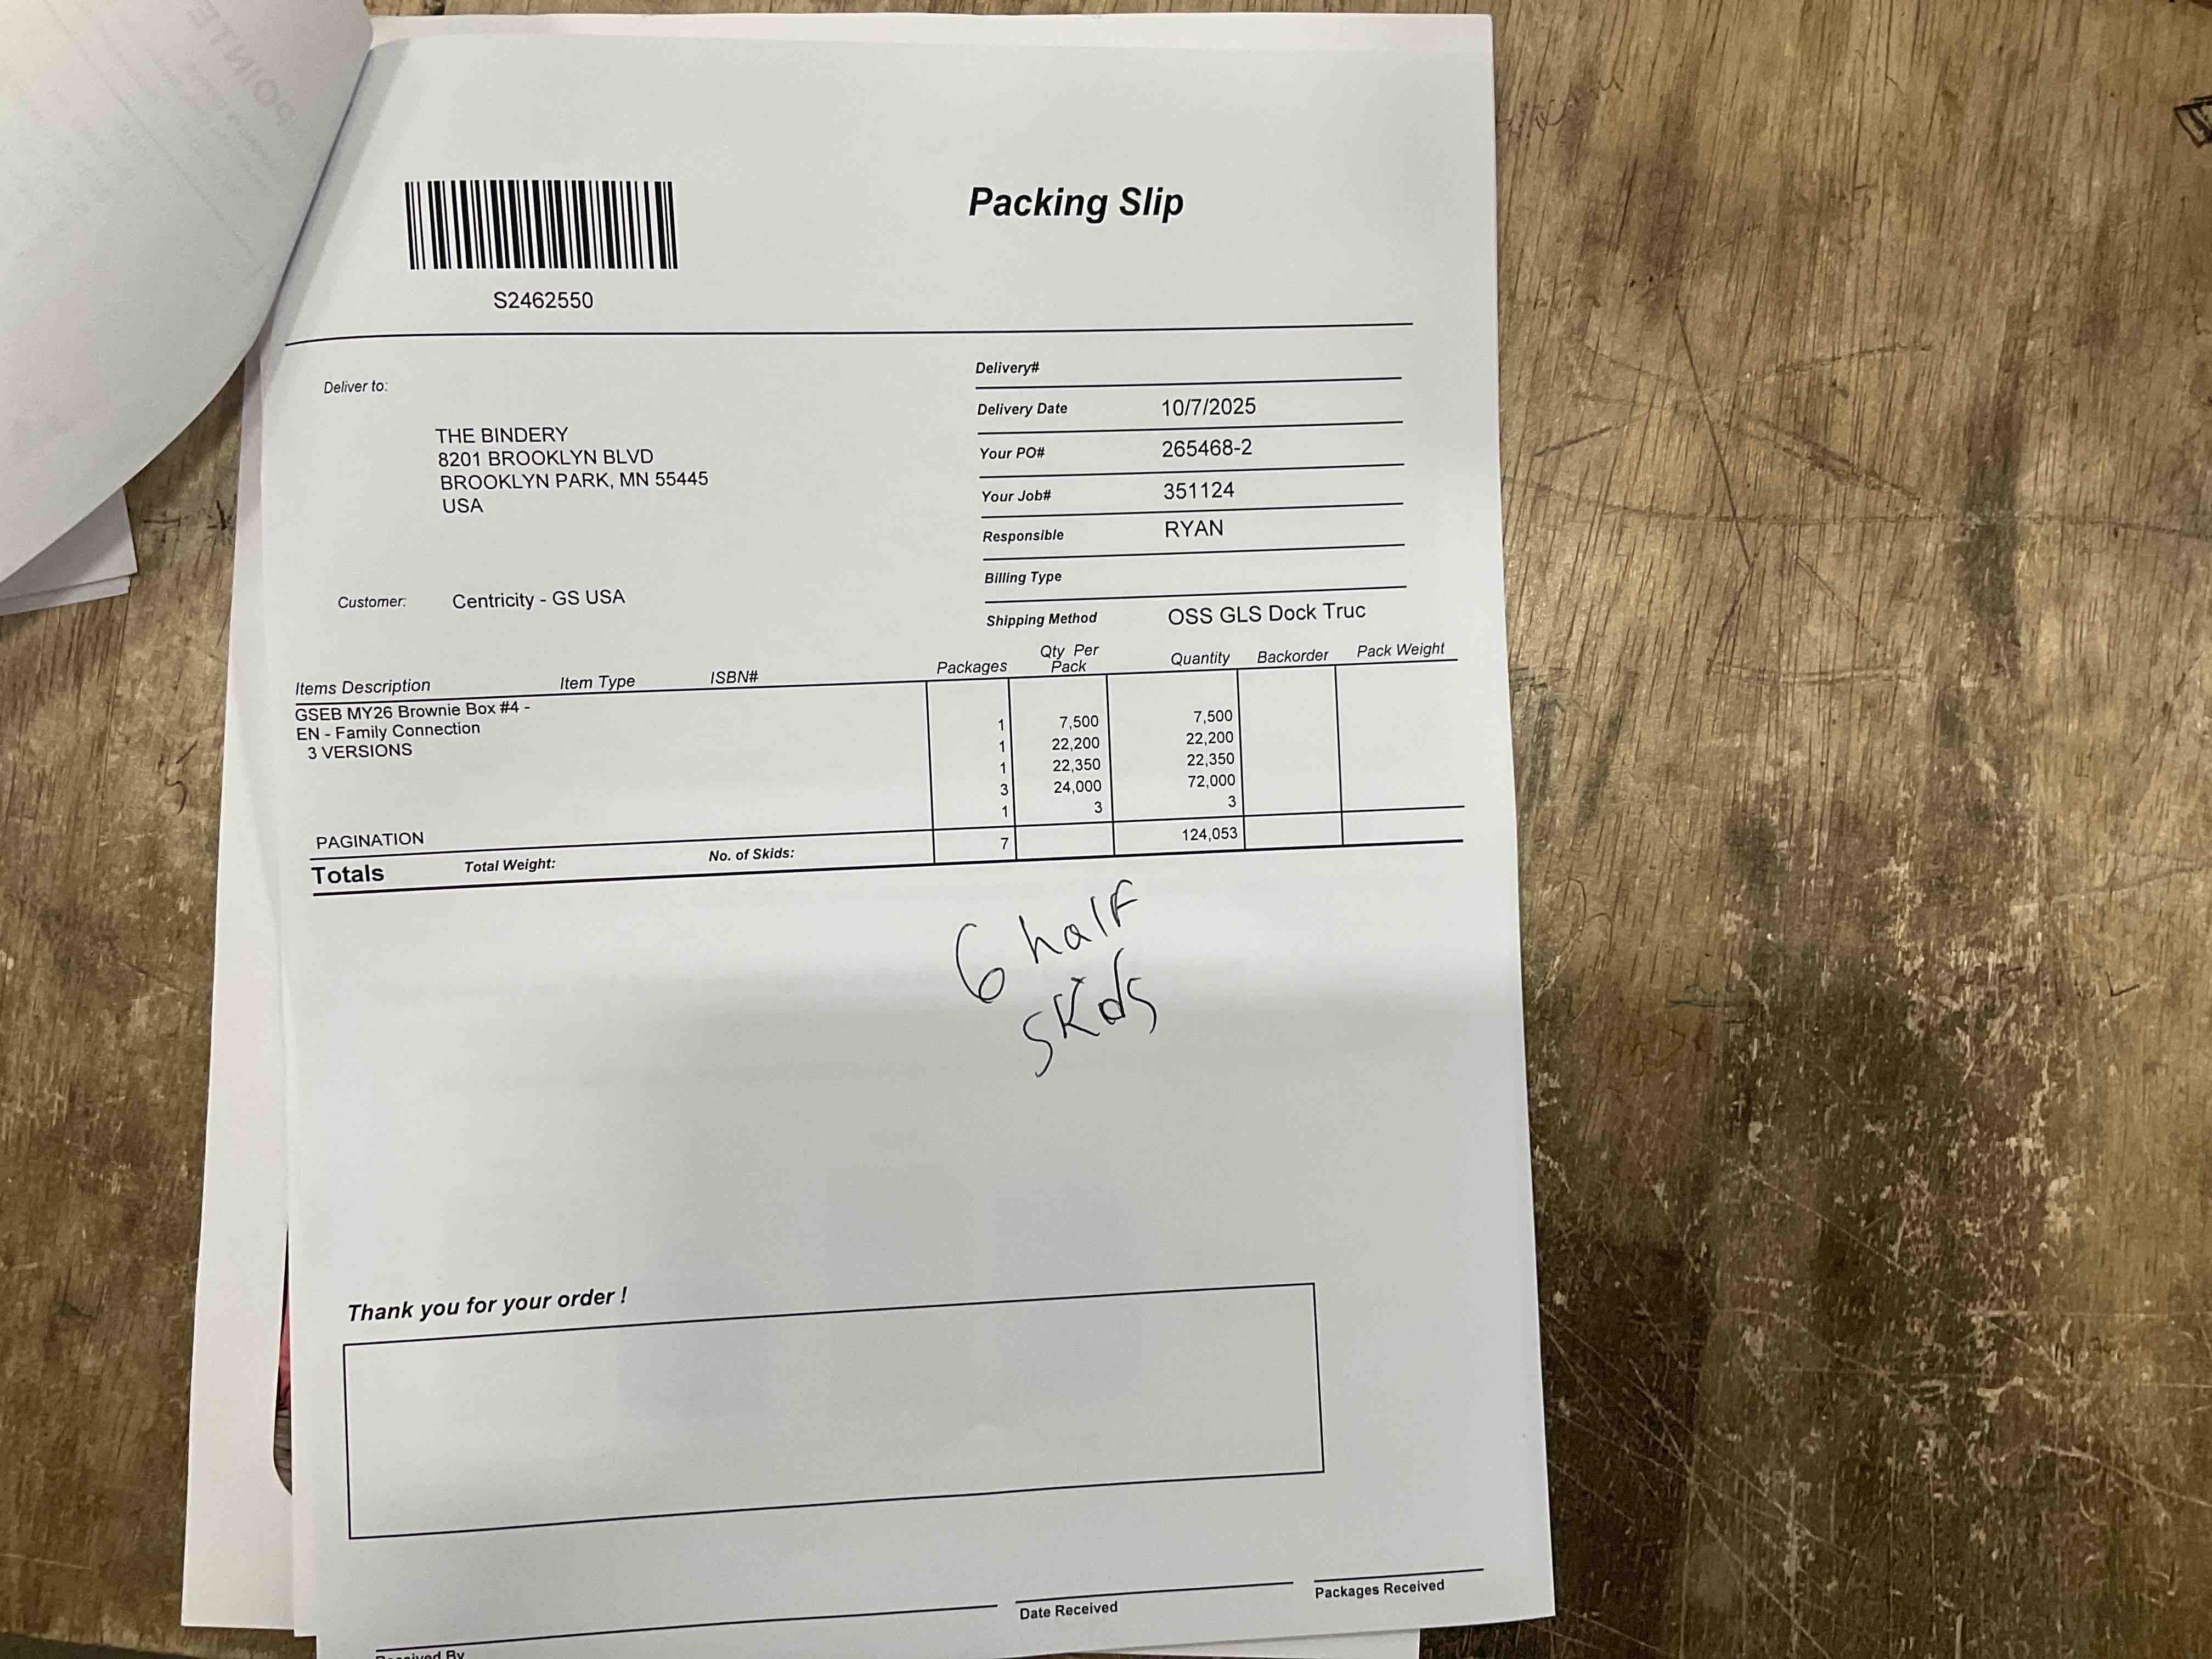 Packing Slip
S2462550
Deliver to:
THE BINDERY
8201 BROOKLYN BLVD
BROOKLYN PARK, MN 55445
USA
Customer: Centricity - GS USA
Delivery#
Delivery Date 10/7/2025
Your PO# 265468-2
Your Job# 351124
Responsible RYAN
Billing Type
Shipping Method OSS GLS Dock Truc
Items Description Item Type ISBN# Packages Qty Per Pack Quantity Backorder Pack Weight
GSEB MY26 Brownie Box #4 -
EN - Family Connection
3 VERSIONS
1 7,500 7,500
1 22,200 22,200
1 22,350 22,350
3 24,000 72,000
PAGINATION 1 3 3
Totals Total Weight: No. of Skids: 7 124,053
6 half
skids
Thank you for your order !
Received By
Date Received
Packages Received
POINTE